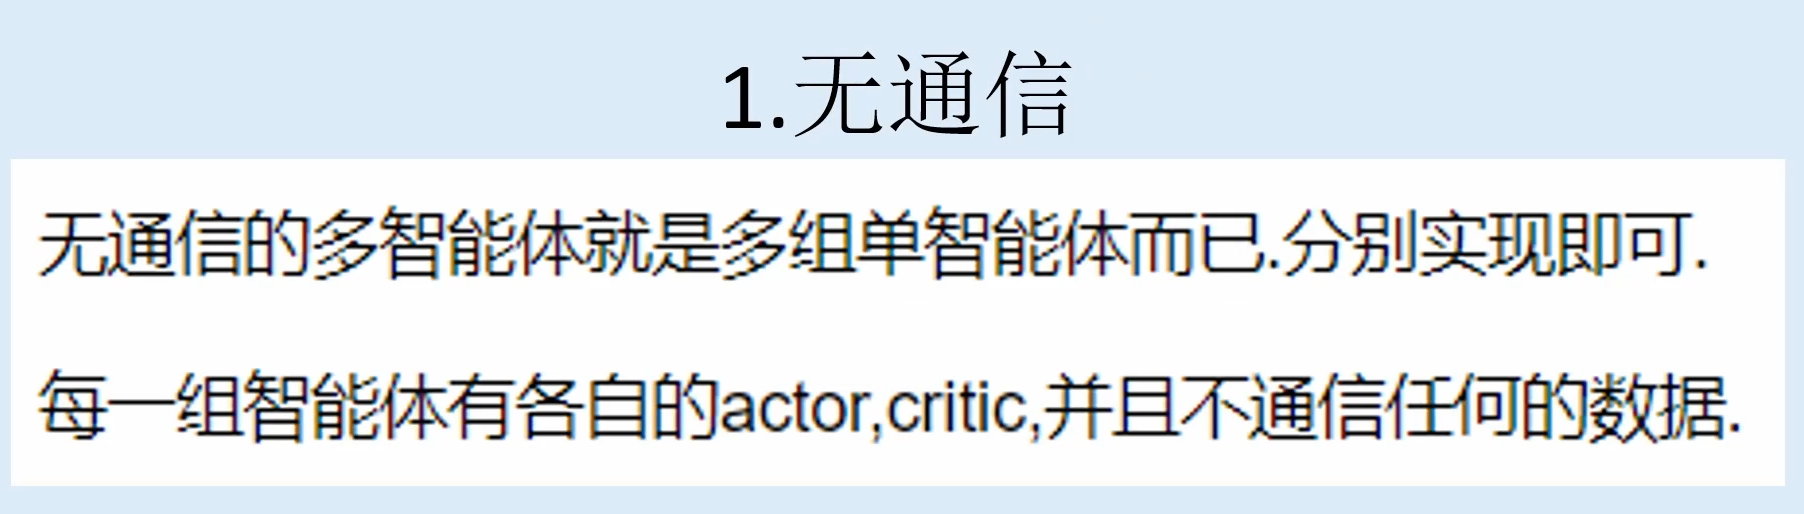 1.无通信
无通信的多智能体就是多组单智能体而已.分别实现即可.
每一组智能体有各自的actor,critic,并且不通信任何的数据.